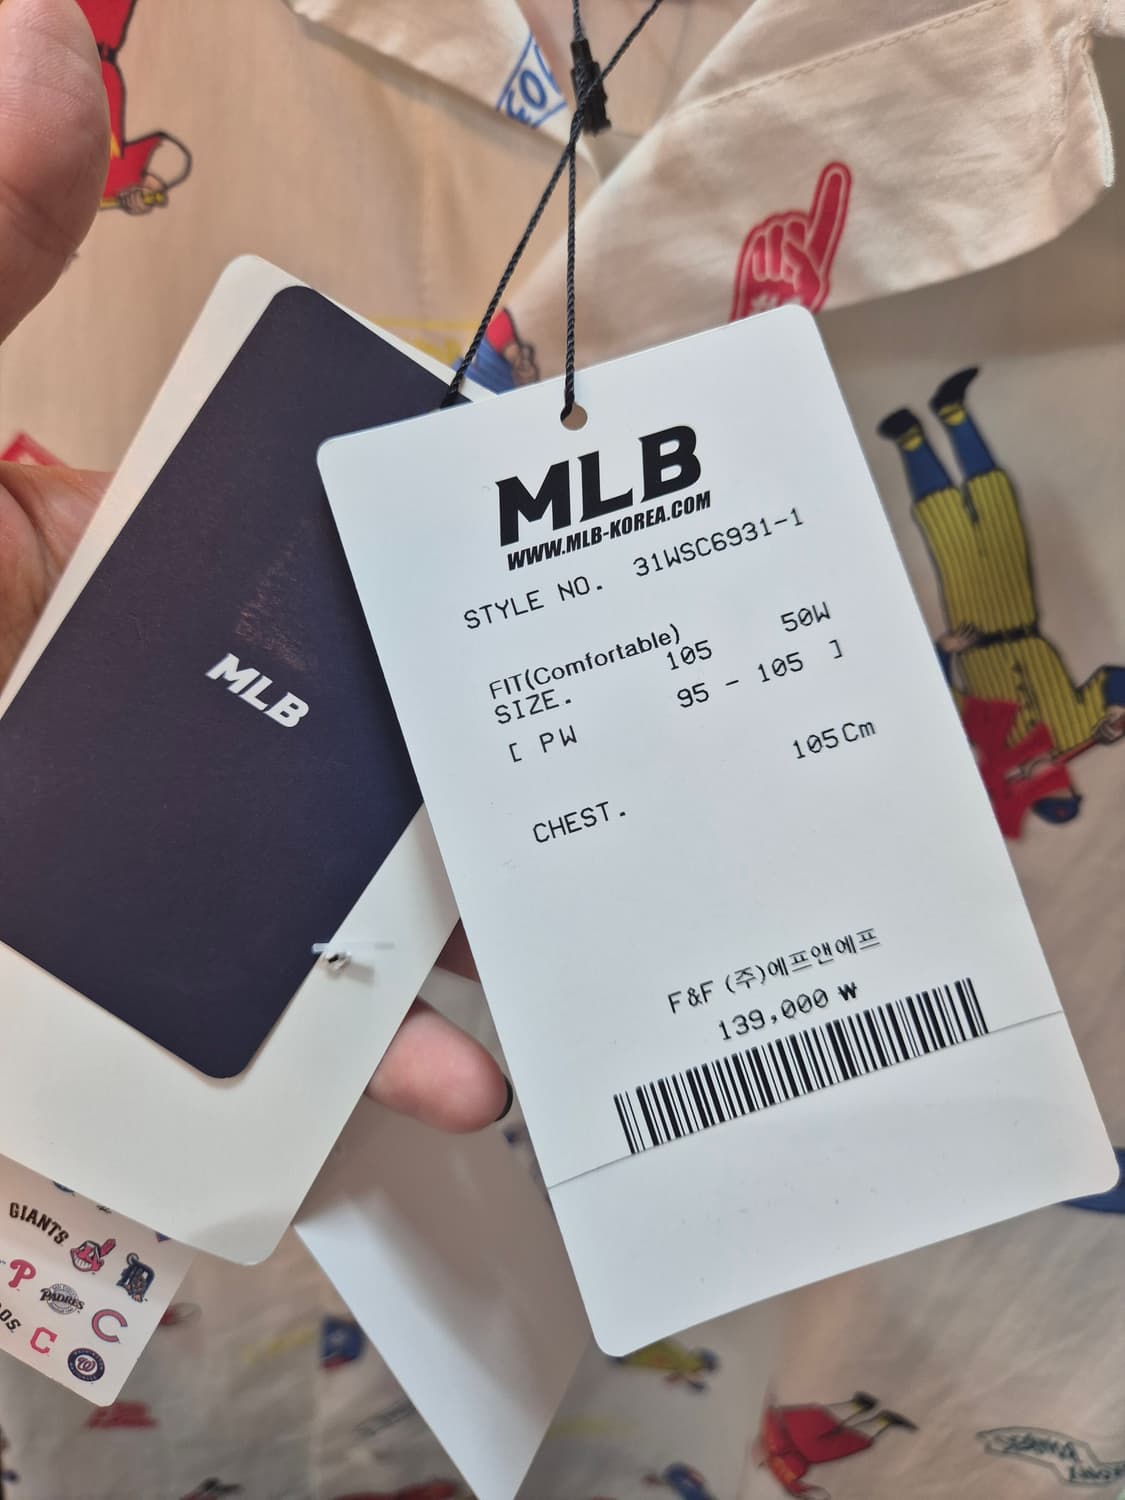 MLB
WWW.MLB-KOREA.COM
STYLE NO. 31WSC6931-1
50W
FIT(Comfortable)
SIZE. 105
[ PW 95 - 105 ]
105Cm
CHEST.
F&F (주)에프앤에프
139,000 ₩
MLB
GIANTS
P
PADRES
C
OS
C
W